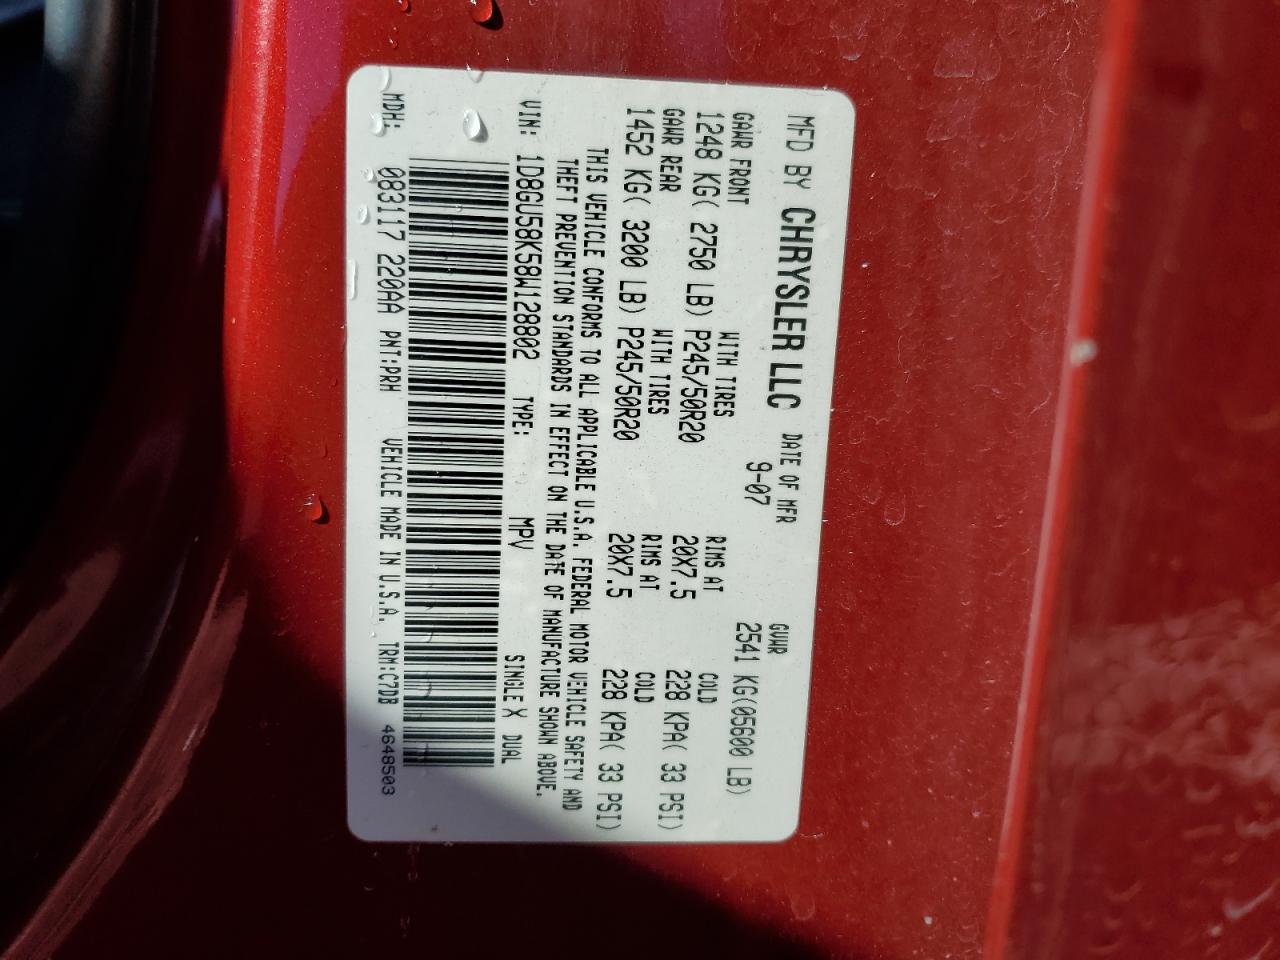 MFD BY CHRYSLER LLC DATE OF MFR GVWR
9-07 2541 KG(05600 LB)
GAWR FRONT WITH TIRES RIMS AT COLD
1248 KG( 2750 LB) P245/50R20 20X7.5 228 KPA( 33 PSI)
GAWR REAR WITH TIRES RIMS AT COLD
1452 KG( 3200 LB) P245/50R20 20X7.5 228 KPA( 33 PSI)
THIS VEHICLE CONFORMS TO ALL APPLICABLE U.S.A. FEDERAL MOTOR VEHICLE SAFETY AND
THEFT PREVENTION STANDARDS IN EFFECT ON THE DATE OF MANUFACTURE SHOWN ABOVE.
VIN: 1D8GU58K58W128802 TYPE: MPV SINGLE X DUAL
MDH: 083117 220AA PNT:PRH VEHICLE MADE IN U.S.A. TRM:C7DB 4648503